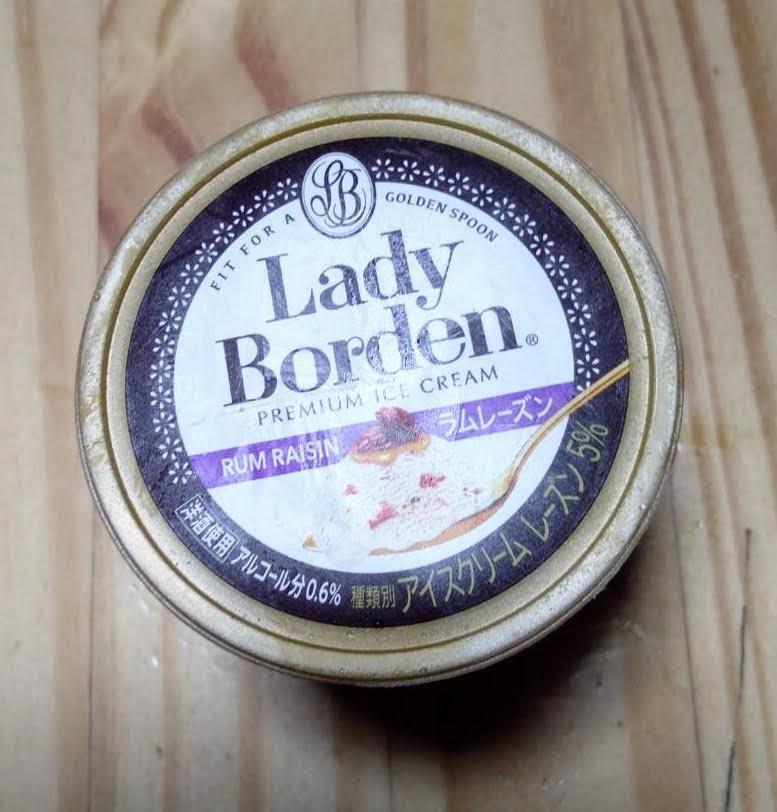 LB
FIT FOR A GOLDEN SPOON
Lady
Borden®
PREMIUM ICE CREAM
RUM RAISIN ラムレーズン
洋酒使用 アルコール分0.6% 種類別 アイスクリーム レーズン 5%